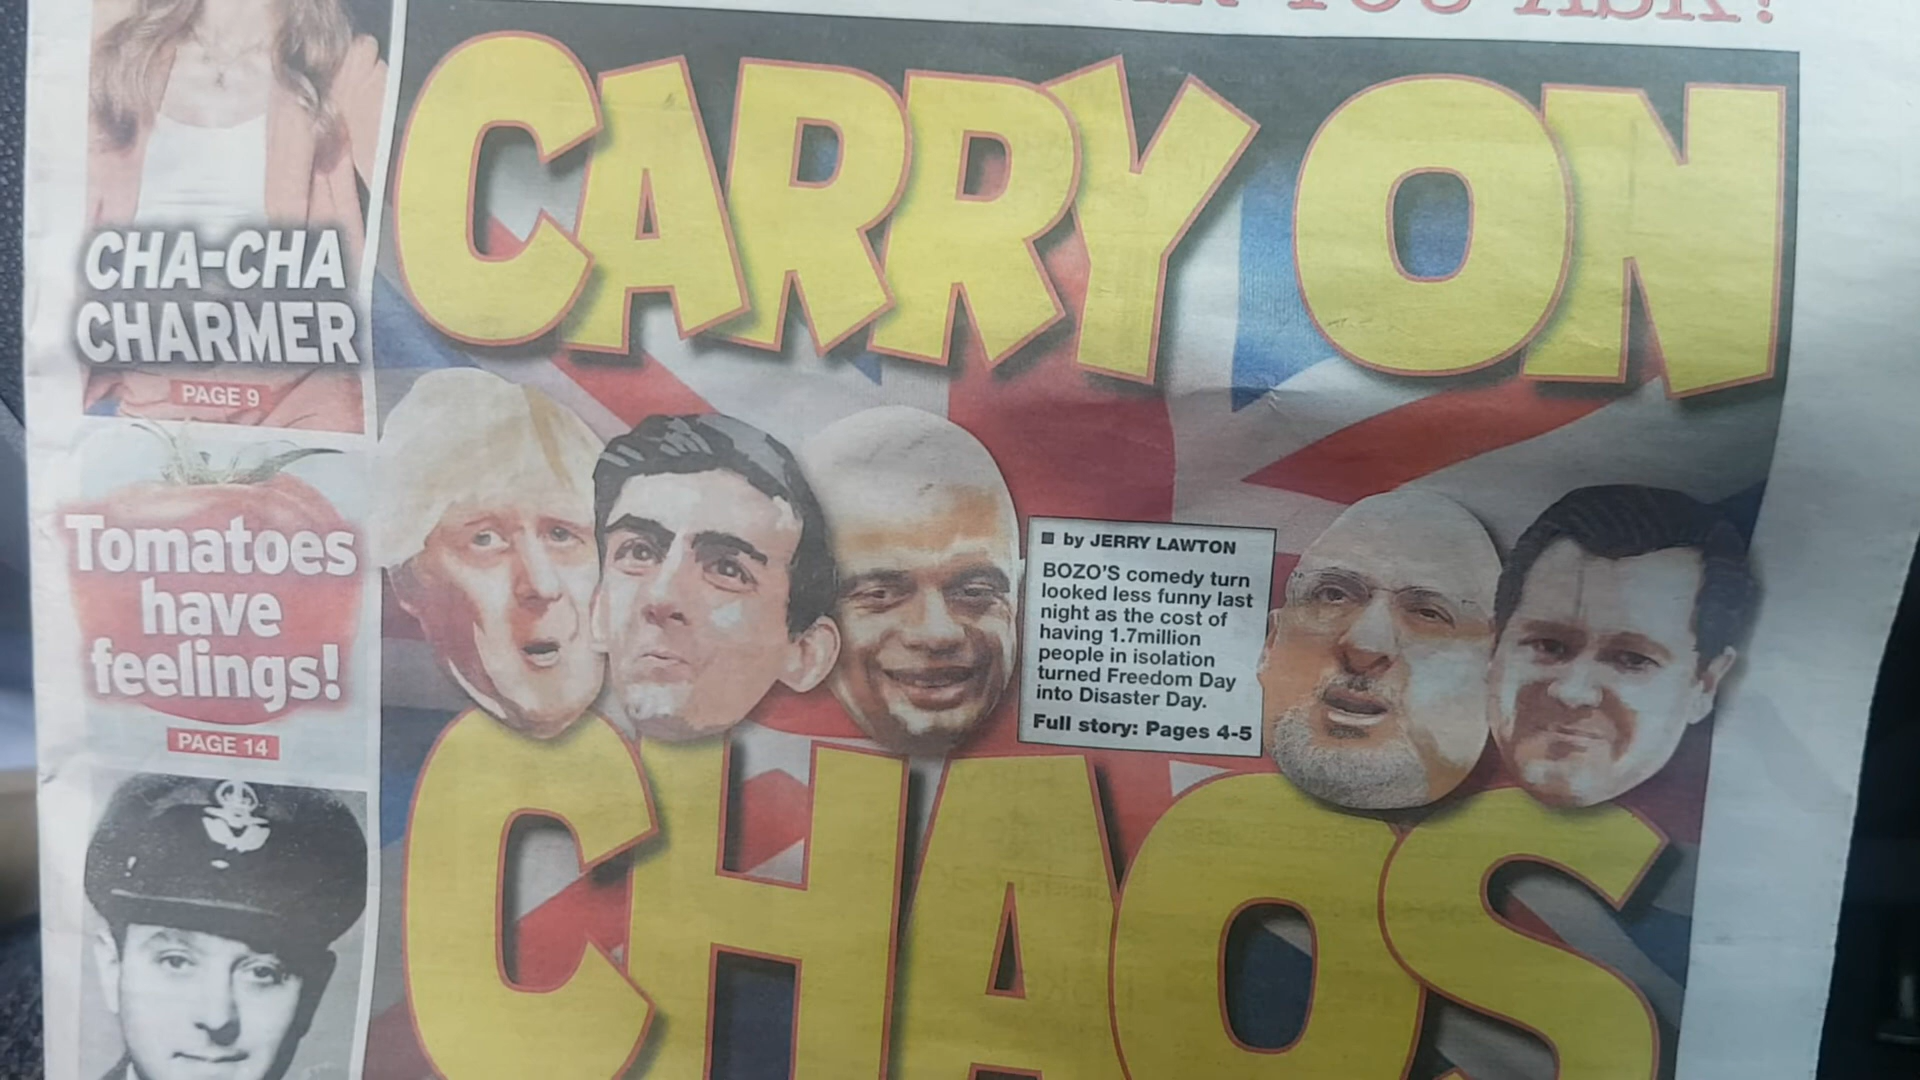 YOU ASK?
CHA-CHA
CHARMER
PAGE 9
Tomatoes
have
feelings!
PAGE 14
CARRY ON
by JERRY LAWTON
BOZO'S comedy turn
looked less funny last
night as the cost of
having 1.7million
people in isolation
turned Freedom Day
into Disaster Day.
Full story: Pages 4-5
CHAOS